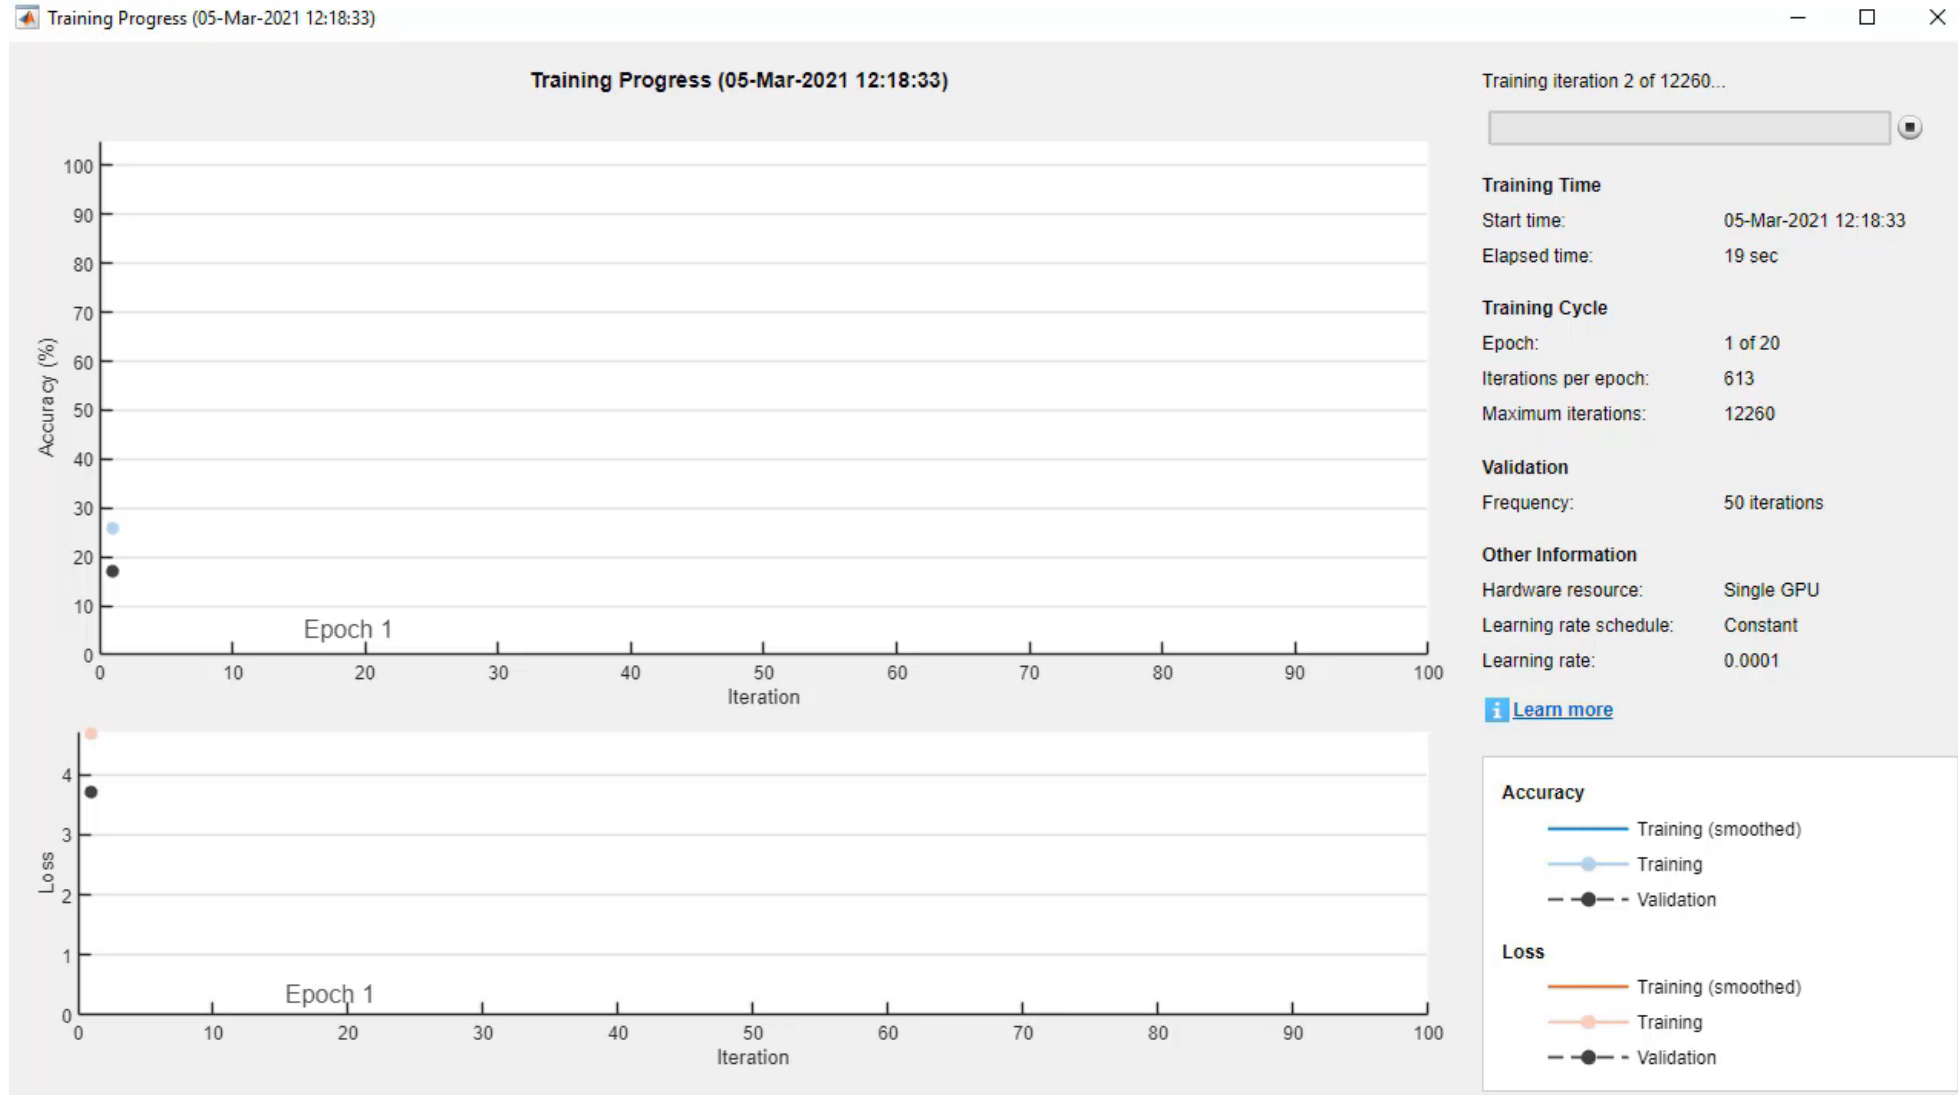 Training Progress (05-Mar-2021 12:18:33)
Training Progress (05-Mar-2021 12:18:33)
100
90
80
70
60
50
40
30
20
10
0
Accuracy (%)
Epoch 1
0 10 20 30 40 50 60 70 80 90 100
Iteration
4
3
2
1
0
Loss
Epoch 1
0 10 20 30 40 50 60 70 80 90 100
Iteration
Training iteration 2 of 12260...
Training Time
Start time: 05-Mar-2021 12:18:33
Elapsed time: 19 sec
Training Cycle
Epoch: 1 of 20
Iterations per epoch: 613
Maximum iterations: 12260
Validation
Frequency: 50 iterations
Other Information
Hardware resource: Single GPU
Learning rate schedule: Constant
Learning rate: 0.0001
i Learn more
Accuracy
Training (smoothed)
Training
Validation
Loss
Training (smoothed)
Training
Validation